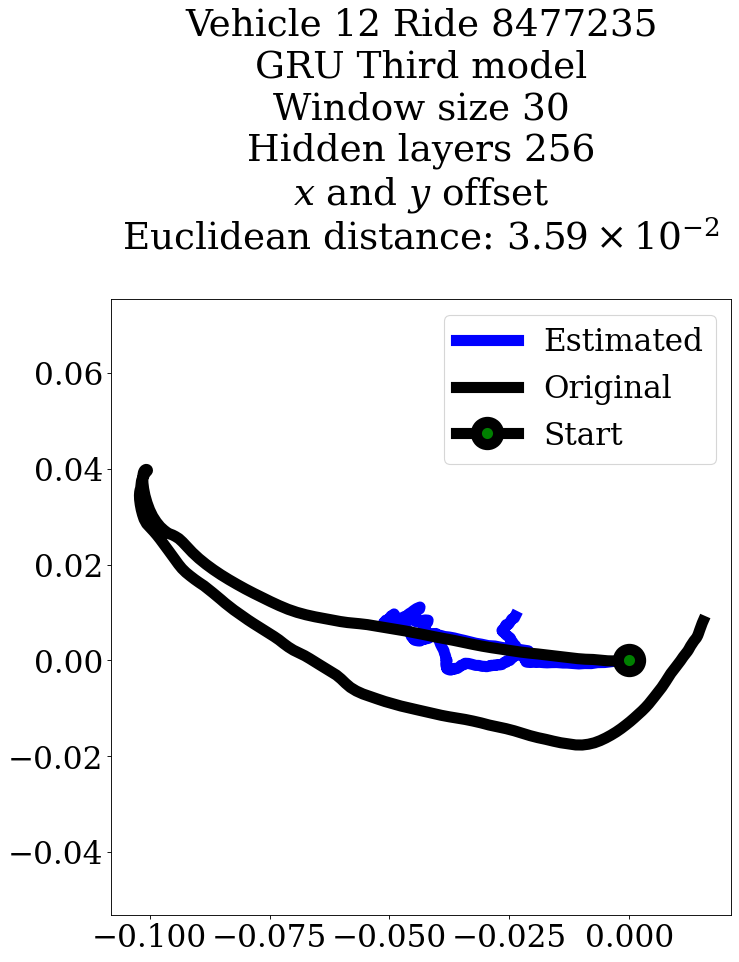 Vehicle 12 Ride 8477235
GRU Third model
Window size 30
Hidden layers 256
x and y offset
Euclidean distance: 3.59 × 10⁻²
Estimated
Original
Start
0.06
0.04
0.02
0.00
−0.02
−0.04
−0.100 −0.075 −0.050 −0.025 0.000